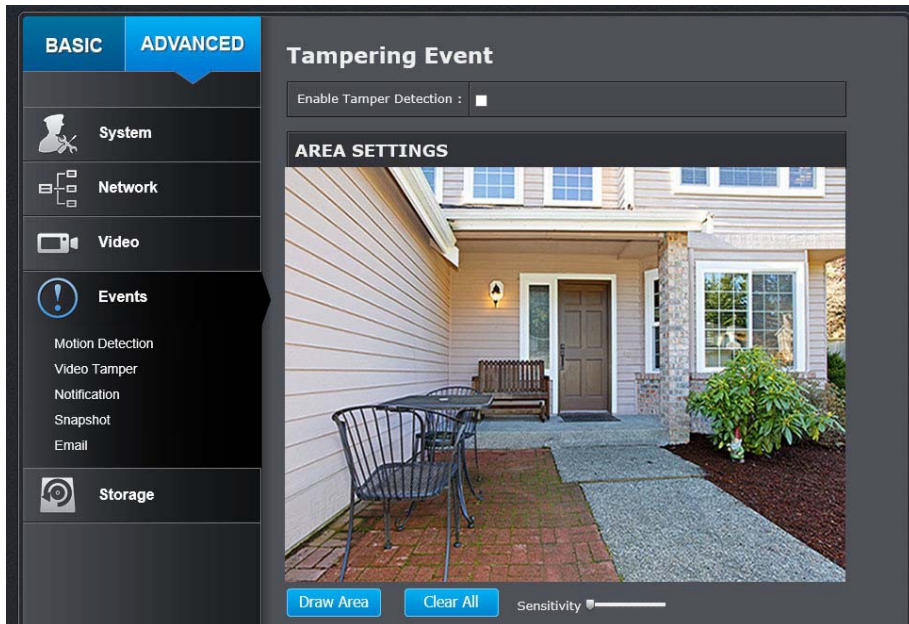 BASIC
ADVANCED
System
Network
Video
Events
Motion Detection
Video Tamper
Notification
Snapshot
Email
Storage
Tampering Event
Enable Tamper Detection :
AREA SETTINGS
Draw Area
Clear All
Sensitivity